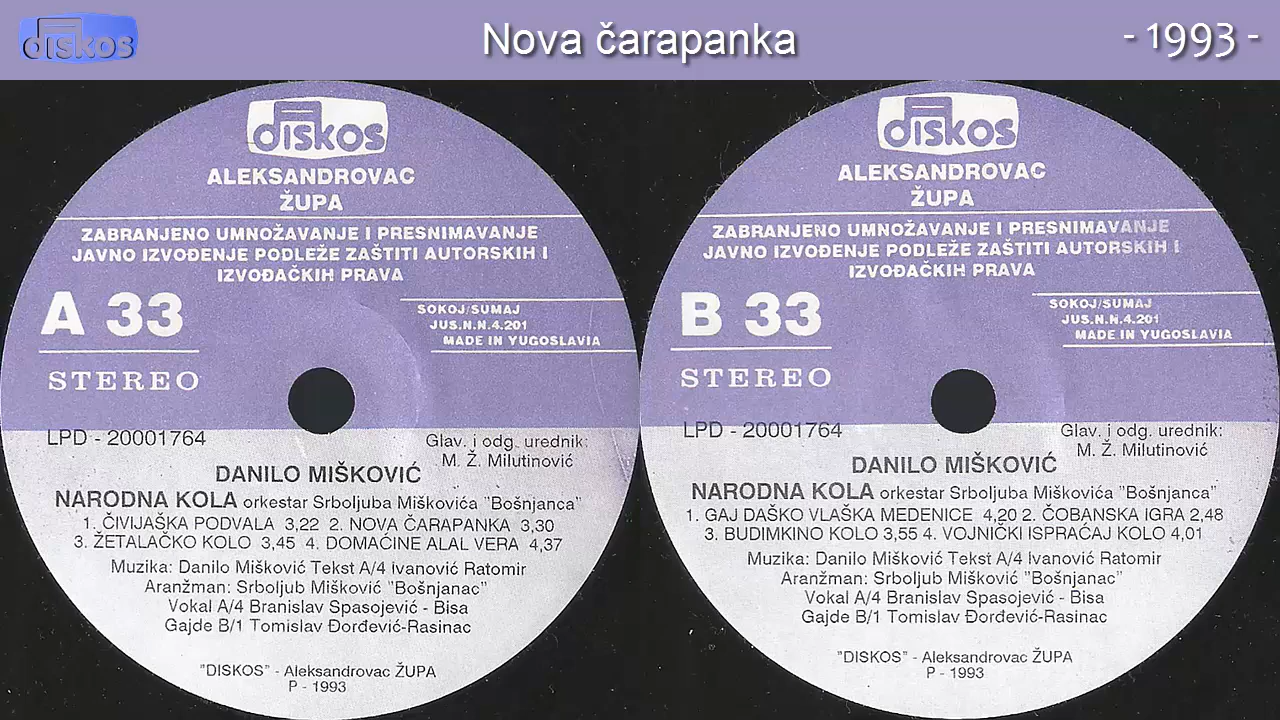 diskos
Nova čarapanka
- 1993 -
diskos
ALEKSANDROVAC
ŽUPA
ZABRANJENO UMNOŽAVANJE I PRESNIMAVANJE
JAVNO IZVOĐENJE PODLEŽE ZAŠTITI AUTORSKIH I
IZVOĐAČKIH PRAVA
A 33
SOKOJ/SUMAJ
JUS.N.N.4.201
MADE IN YUGOSLAVIA
STEREO
LPD - 20001764
Glav. i odg. urednik:
M. Ž. Milutinović
DANILO MIŠKOVIĆ
NARODNA KOLA orkestar Srboljuba Miškovića "Bošnjanca"
1. ČIVIJAŠKA PODVALA 3,22 2. NOVA ČARAPANKA 3,30
3. ŽETALAČKO KOLO 3,45 4. DOMAĆINE ALAL VERA 4,37
Muzika: Danilo Mišković Tekst A/4 Ivanović Ratomir
Aranžman: Srboljub Mišković "Bošnjanac"
Vokal A/4 Branislav Spasojević - Bisa
Gajde B/1 Tomislav Đorđević-Rasinac
"DISKOS" - Aleksandrovac ŽUPA
P - 1993
diskos
ALEKSANDROVAC
ŽUPA
ZABRANJENO UMNOŽAVANJE I PRESNIMAVANJE
JAVNO IZVOĐENJE PODLEŽE ZAŠTITI AUTORSKIH I
IZVOĐAČKIH PRAVA
B 33
SOKOJ/SUMAJ
JUS.N.N.4.201
MADE IN YUGOSLAVIA
STEREO
LPD - 20001764
Glav. i odg. urednik:
M. Ž. Milutinović
DANILO MIŠKOVIĆ
NARODNA KOLA orkestar Srboljuba Miškovića "Bošnjanca"
1. GAJ DAŠKO VLAŠKA MEDENICE 4,20 2. ČOBANSKA IGRA 2,48
3. BUDIMKINO KOLO 3,55 4. VOJNIČKI ISPRAĆAJ KOLO 4,01
Muzika: Danilo Mišković Tekst A/4 Ivanović Ratomir
Aranžman: Srboljub Mišković "Bošnjanac"
Vokal A/4 Branislav Spasojević - Bisa
Gajde B/1 Tomislav Đorđević-Rasinac
"DISKOS" - Aleksandrovac ŽUPA
P - 1993